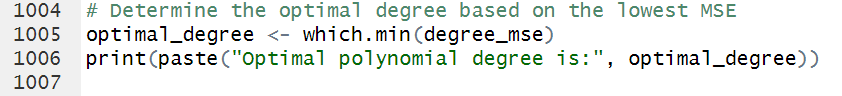 1004 # Determine the optimal degree based on the lowest MSE
1005 optimal_degree <- which.min(degree_mse)
1006 print(paste("Optimal polynomial degree is:", optimal_degree))
1007